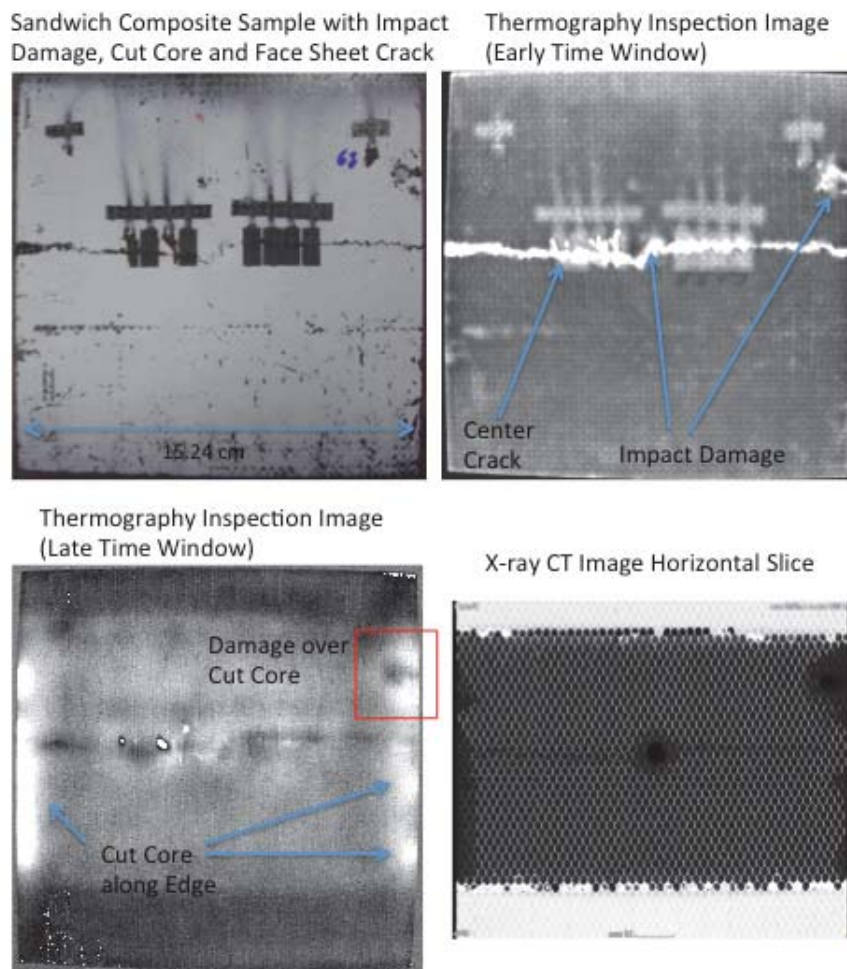 Sandwich Composite Sample with Impact
Damage, Cut Core and Face Sheet Crack
Thermography Inspection Image
(Early Time Window)
63
15.24 cm
Center
Crack
Impact Damage
Thermography Inspection Image
(Late Time Window)
X-ray CT Image Horizontal Slice
Damage over
Cut Core
Cut Core
along Edge